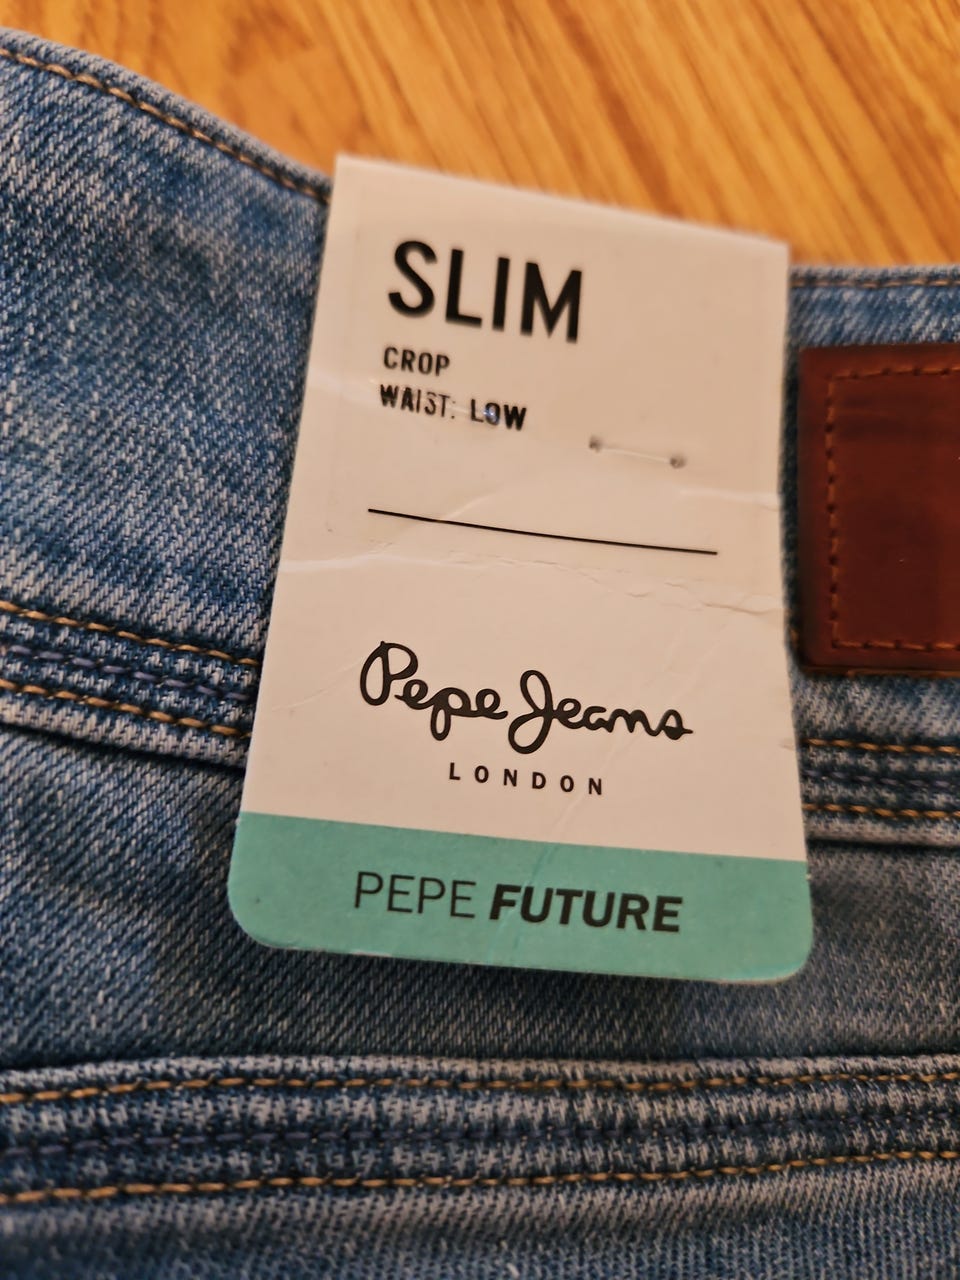 SLIM
CROP
WAIST: LOW
Pepe Jeans
LONDON
PEPE FUTURE